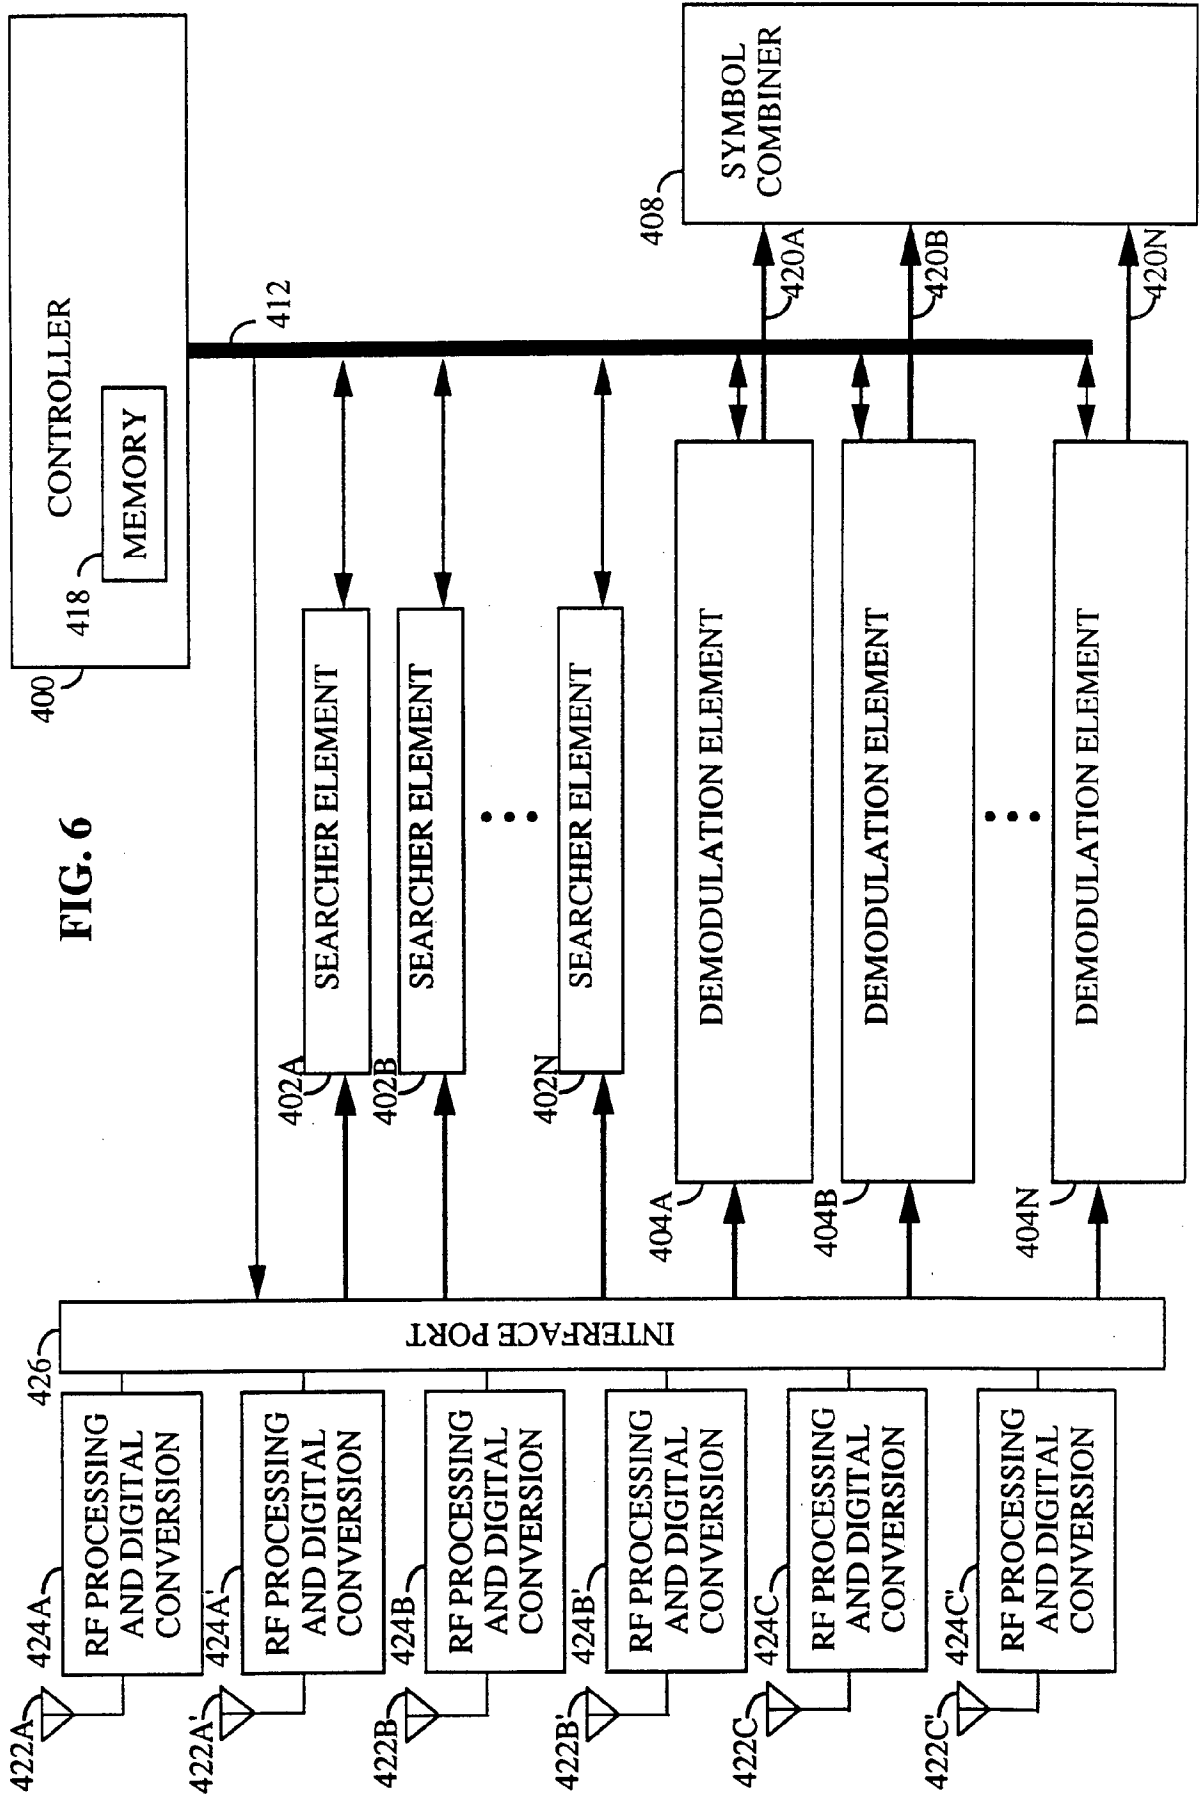 FIG. 6
422A
424A
RF PROCESSING
AND DIGITAL
CONVERSION
422A'
424A'
RF PROCESSING
AND DIGITAL
CONVERSION
422B
424B
RF PROCESSING
AND DIGITAL
CONVERSION
422B'
424B'
RF PROCESSING
AND DIGITAL
CONVERSION
422C
424C
RF PROCESSING
AND DIGITAL
CONVERSION
422C'
424C'
RF PROCESSING
AND DIGITAL
CONVERSION
426
INTERFACE PORT
400
CONTROLLER
418
MEMORY
412
402A
SEARCHER ELEMENT
402B
SEARCHER ELEMENT
402N
SEARCHER ELEMENT
404A
DEMODULATION ELEMENT
404B
DEMODULATION ELEMENT
404N
DEMODULATION ELEMENT
420A
420B
420N
408
SYMBOL
COMBINER